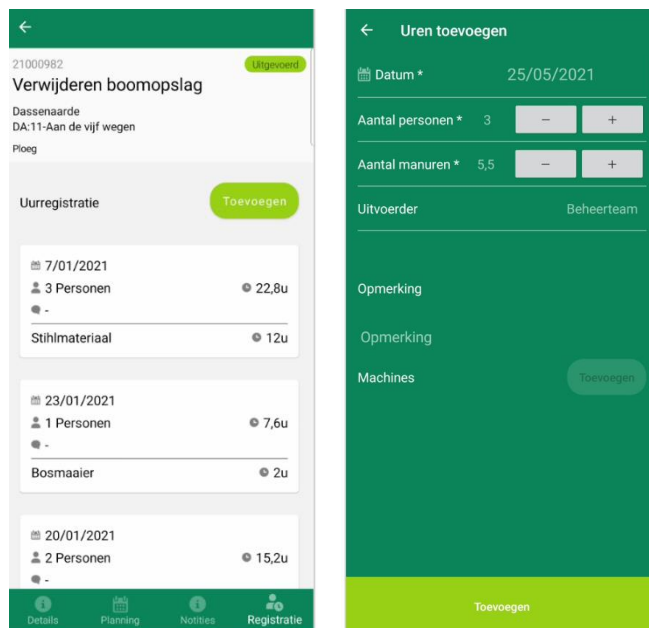 21000982
Uitgevoerd
Verwijderen boomopslag
Dassenaarde
DA:11-Aan de vijf wegen
Ploeg
Uurregistratie
Toevoegen
7/01/2021
3 Personen 22,8u
-
Stihlmateriaal 12u
23/01/2021
1 Personen 7,6u
-
Bosmaaier 2u
20/01/2021
2 Personen 15,2u
-
Details Planning Notities Registratie
Uren toevoegen
Datum * 25/05/2021
Aantal personen * 3 - +
Aantal manuren * 5,5 - +
Uitvoerder Beheerteam
Opmerking
Opmerking
Machines Toevoegen
Toevoegen